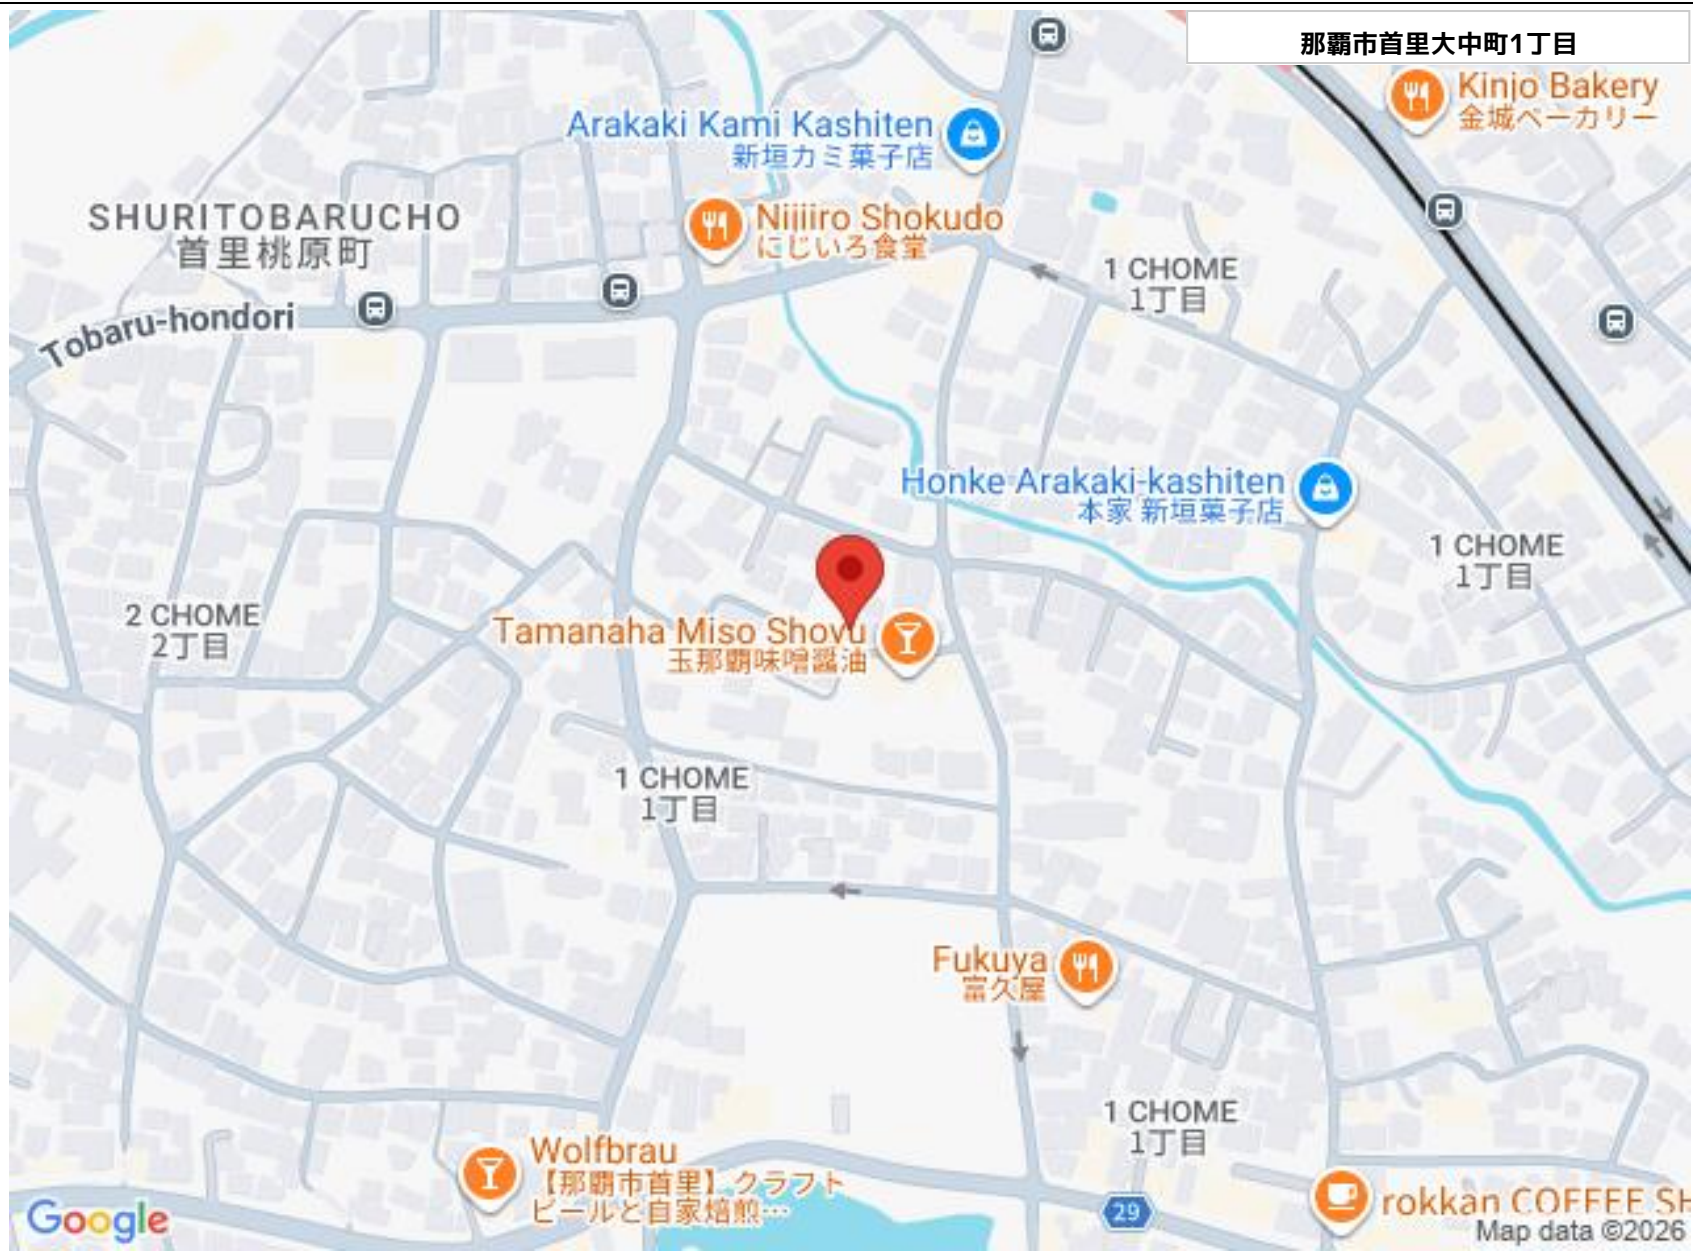 那覇市首里大中町1丁目
Kinjo Bakery
金城ベーカリー
Arakaki Kami Kashiten
新垣カミ菓子店
SHURITOBARUCHO
首里桃原町
Nijiiro Shokudo
にじいろ食堂
1 CHOME
1丁目
Tobaru-hondori
Honke Arakaki-kashiten
本家 新垣菓子店
1 CHOME
1丁目
2 CHOME
2丁目
Tamanaha Miso Shoyu
玉那覇味噌醤油
1 CHOME
1丁目
Fukuya
富久屋
1 CHOME
1丁目
Wolfbrau
【那覇市首里】クラフト
ビールと自家焙煎…
29
rokkan COFFEE SH
Google
Map data ©2026